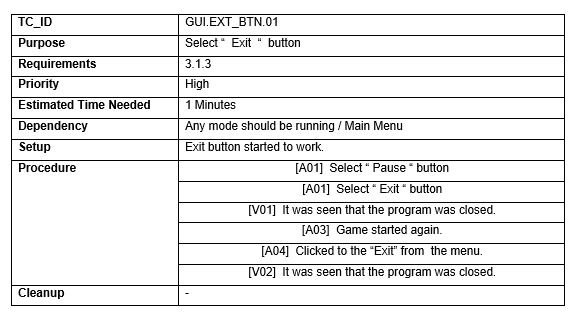 TC_ID GUI.EXT_BTN.01
Purpose Select “ Exit “ button
Requirements 3.1.3
Priority High
Estimated Time Needed 1 Minutes
Dependency Any mode should be running / Main Menu
Setup Exit button started to work.
Procedure [A01] Select “ Pause “ button
[A01] Select “ Exit “ button
[V01] It was seen that the program was closed.
[A03] Game started again.
[A04] Clicked to the “Exit” from the menu.
[V02] It was seen that the program was closed.
Cleanup -